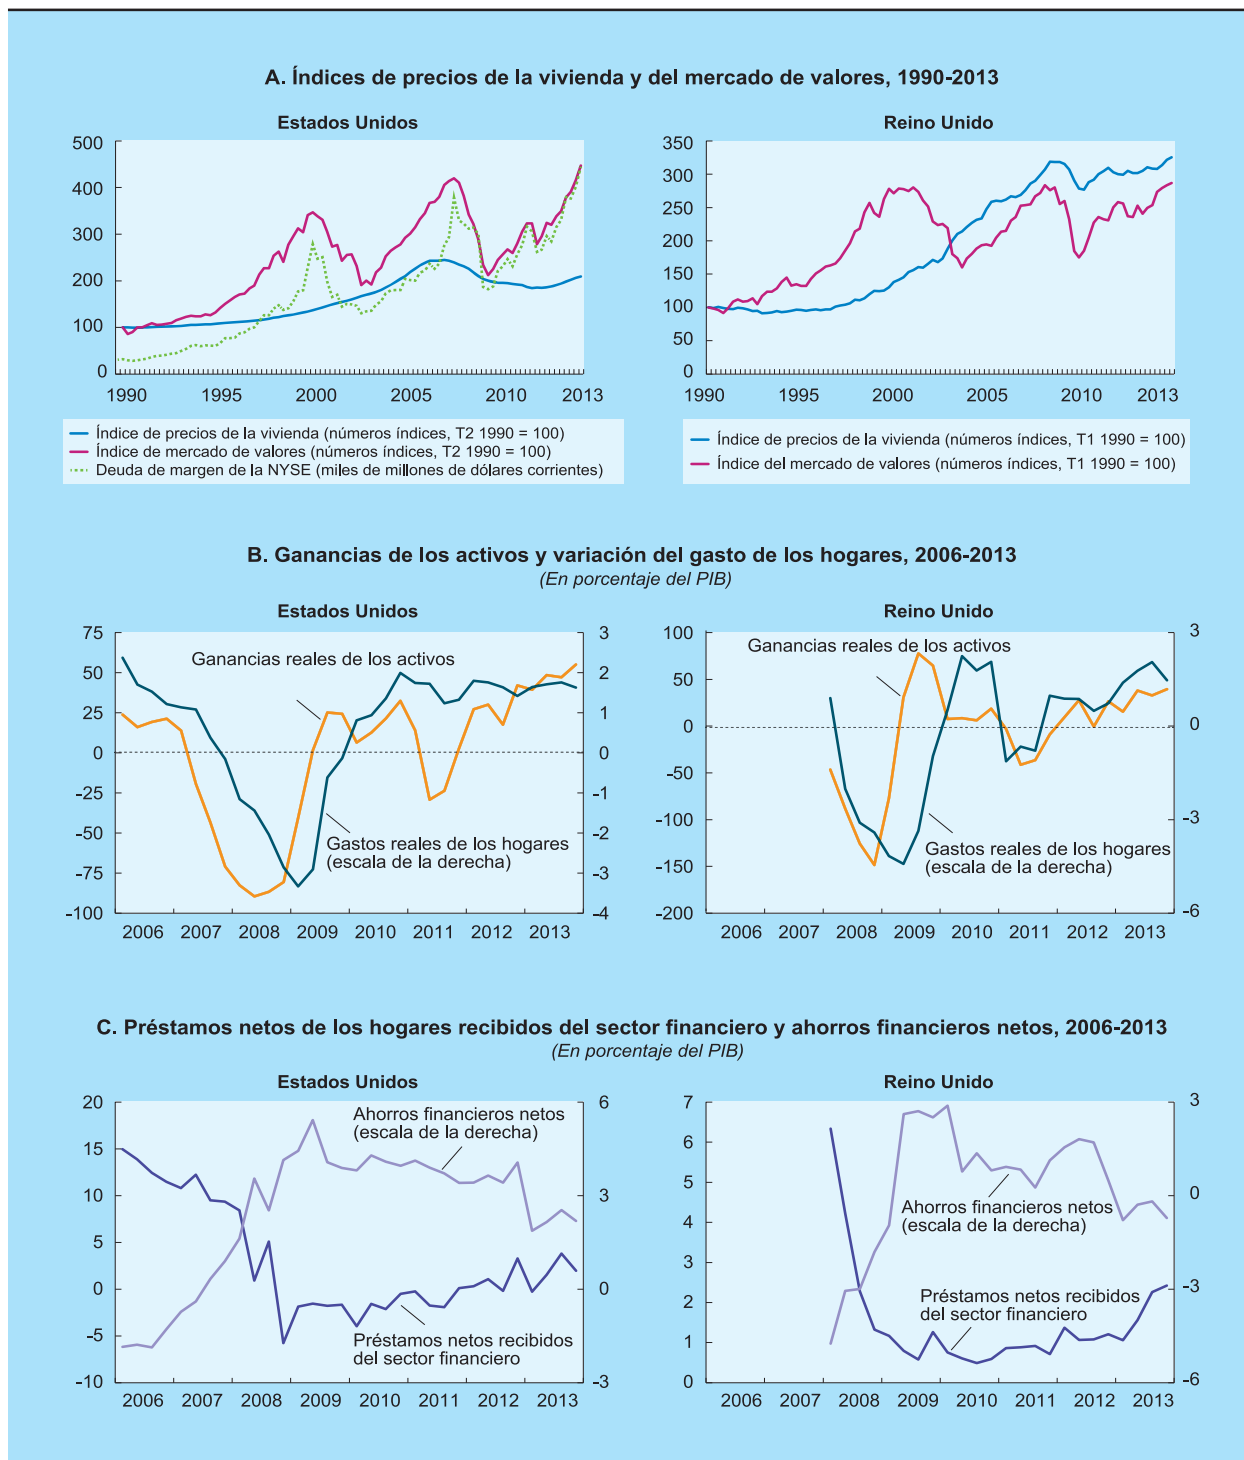 A. Índices de precios de la vivienda y del mercado de valores, 1990-2013
Estados Unidos
500
400
300
200
100
0
1990 1995 2000 2005 2010 2013
Índice de precios de la vivienda (números índices, T2 1990 = 100)
Índice de mercado de valores (números índices, T2 1990 = 100)
Deuda de margen de la NYSE (miles de millones de dólares corrientes)
Reino Unido
350
300
250
200
150
100
50
0
1990 1995 2000 2005 2010 2013
Índice de precios de la vivienda (números índices, T1 1990 = 100)
Índice del mercado de valores (números índices, T1 1990 = 100)
B. Ganancias de los activos y variación del gasto de los hogares, 2006-2013
(En porcentaje del PIB)
Estados Unidos
75
50
25
0
-25
-50
-75
-100
3
2
1
0
-1
-2
-3
-4
Ganancias reales de los activos
Gastos reales de los hogares
(escala de la derecha)
2006 2007 2008 2009 2010 2011 2012 2013
Reino Unido
100
50
0
-50
-100
-150
-200
3
0
-3
-6
Ganancias reales de los activos
Gastos reales de los hogares
(escala de la derecha)
2006 2007 2008 2009 2010 2011 2012 2013
C. Préstamos netos de los hogares recibidos del sector financiero y ahorros financieros netos, 2006-2013
(En porcentaje del PIB)
Estados Unidos
20
15
10
5
0
-5
-10
6
3
0
-3
Ahorros financieros netos
(escala de la derecha)
Préstamos netos recibidos
del sector financiero
2006 2007 2008 2009 2010 2011 2012 2013
Reino Unido
7
6
5
4
3
2
1
0
3
0
-3
-6
Ahorros financieros netos
(escala de la derecha)
Préstamos netos recibidos
del sector financiero
2006 2007 2008 2009 2010 2011 2012 2013